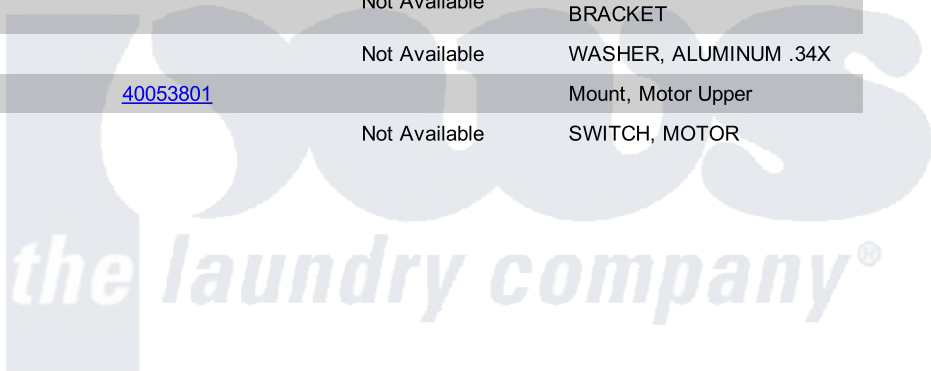 Not Available
BRACKET
Not Available WASHER, ALUMINUM .34X
40053801 Mount, Motor Upper
Not Available SWITCH, MOTOR
the laundry company®